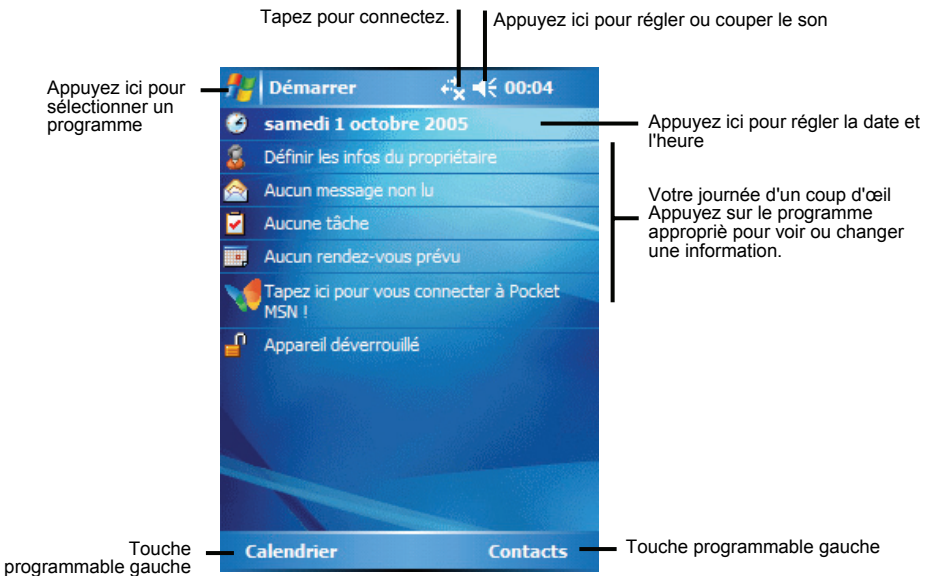 Tapez pour connectez.
Appuyez ici pour régler ou couper le son
Appuyez ici pour
sélectionner un
programme
Démarrer 00:04
samedi 1 octobre 2005
Appuyez ici pour régler la date et
l'heure
Définir les infos du propriétaire
Aucun message non lu
Aucune tâche
Aucun rendez-vous prévu
Tapez ici pour vous connecter à Pocket
MSN !
Appareil déverrouillé
Votre journée d'un coup d'œil
Appuyez sur le programme
appropriè pour voir ou changer
une information.
Calendrier
Contacts
Touche
programmable gauche
Touche programmable gauche